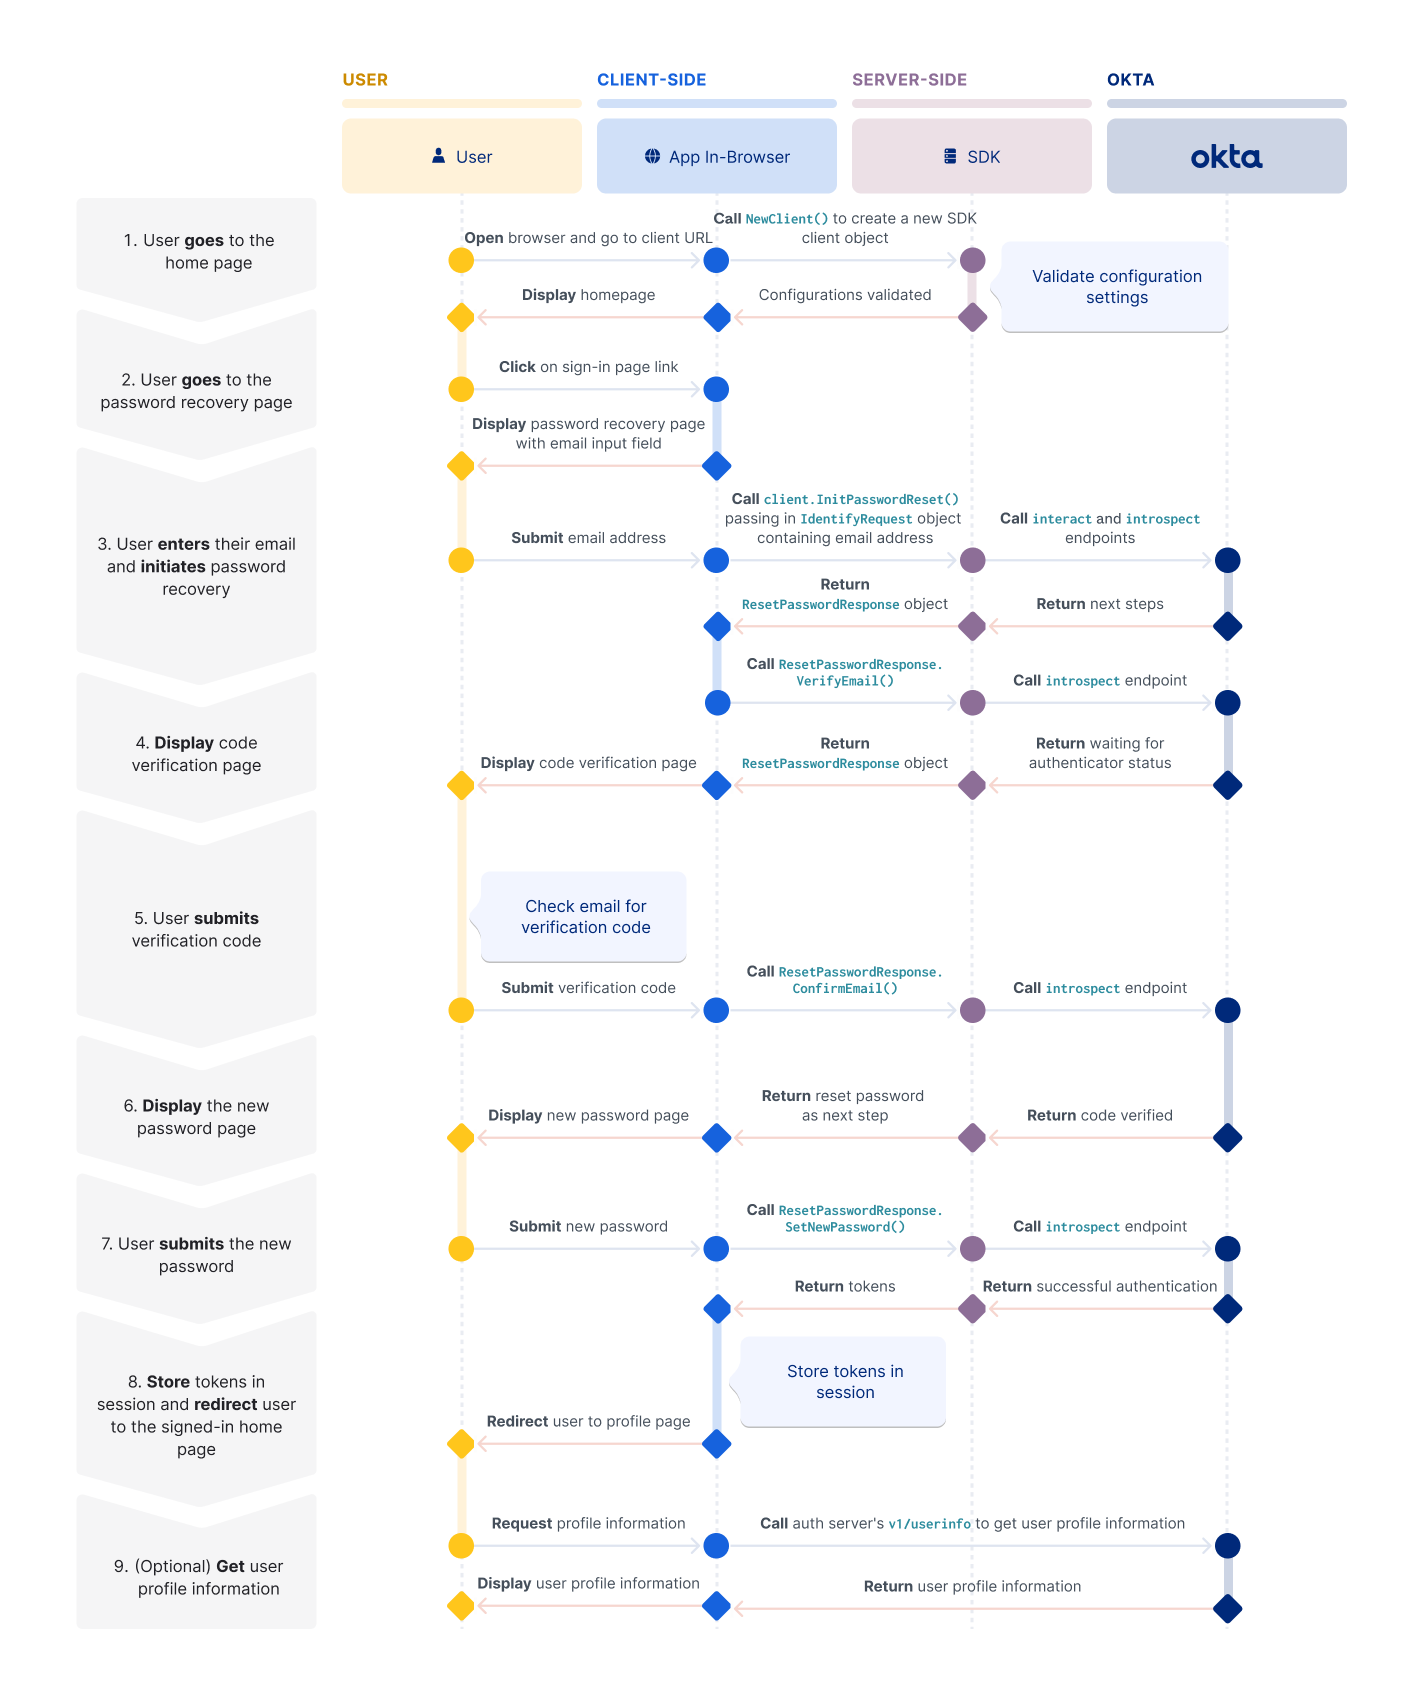 USER
CLIENT-SIDE
SERVER-SIDE
OKTA
User
App In-Browser
SDK
okta
1. User goes to the
home page
Open browser and go to client URL
Call NewClient() to create a new SDK
client object
Validate configuration
settings
Display homepage
Configurations validated
2. User goes to the
password recovery page
Click on sign-in page link
Display password recovery page
with email input field
3. User enters their email
and initiates password
recovery
Submit email address
Call client.InitPasswordReset()
passing in IdentifyRequest object
containing email address
Call interact and introspect
endpoints
Return
ResetPasswordResponse object
Return next steps
Call ResetPasswordResponse.
VerifyEmail()
Call introspect endpoint
4. Display code
verification page
Display code verification page
Return
ResetPasswordResponse object
Return waiting for
authenticator status
5. User submits
verification code
Check email for
verification code
Submit verification code
Call ResetPasswordResponse.
ConfirmEmail()
Call introspect endpoint
6. Display the new
password page
Display new password page
Return reset password
as next step
Return code verified
7. User submits the new
password
Submit new password
Call ResetPasswordResponse.
SetNewPassword()
Call introspect endpoint
Return tokens
Return successful authentication
8. Store tokens in
session and redirect user
to the signed-in home
page
Store tokens in
session
Redirect user to profile page
9. (Optional) Get user
profile information
Request profile information
Call auth server's v1/userinfo to get user profile information
Display user profile information
Return user profile information